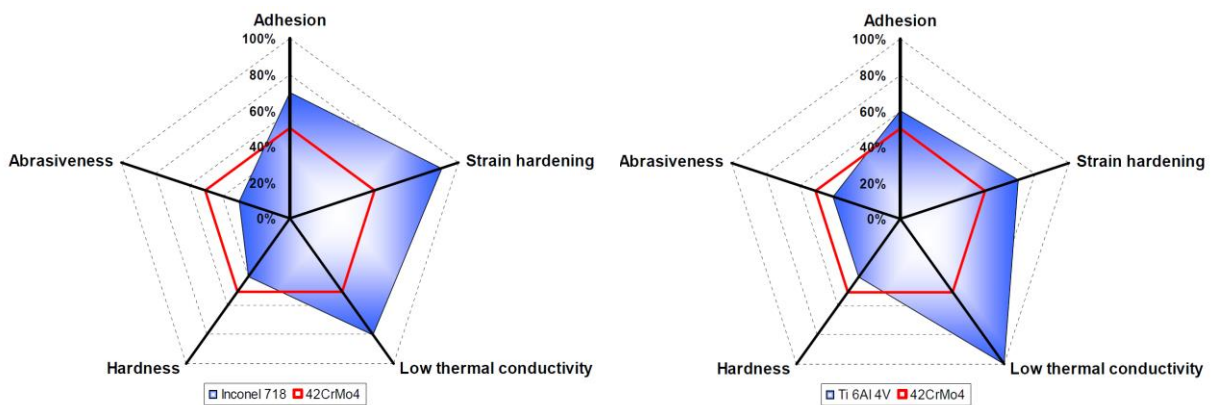 Adhesion
100%
80%
60%
40%
20%
0%
Abrasiveness
Strain hardening
Hardness
Low thermal conductivity
Inconel 718 42CrMo4
Adhesion
100%
80%
60%
40%
20%
0%
Abrasiveness
Strain hardening
Hardness
Low thermal conductivity
Ti 6Al 4V 42CrMo4